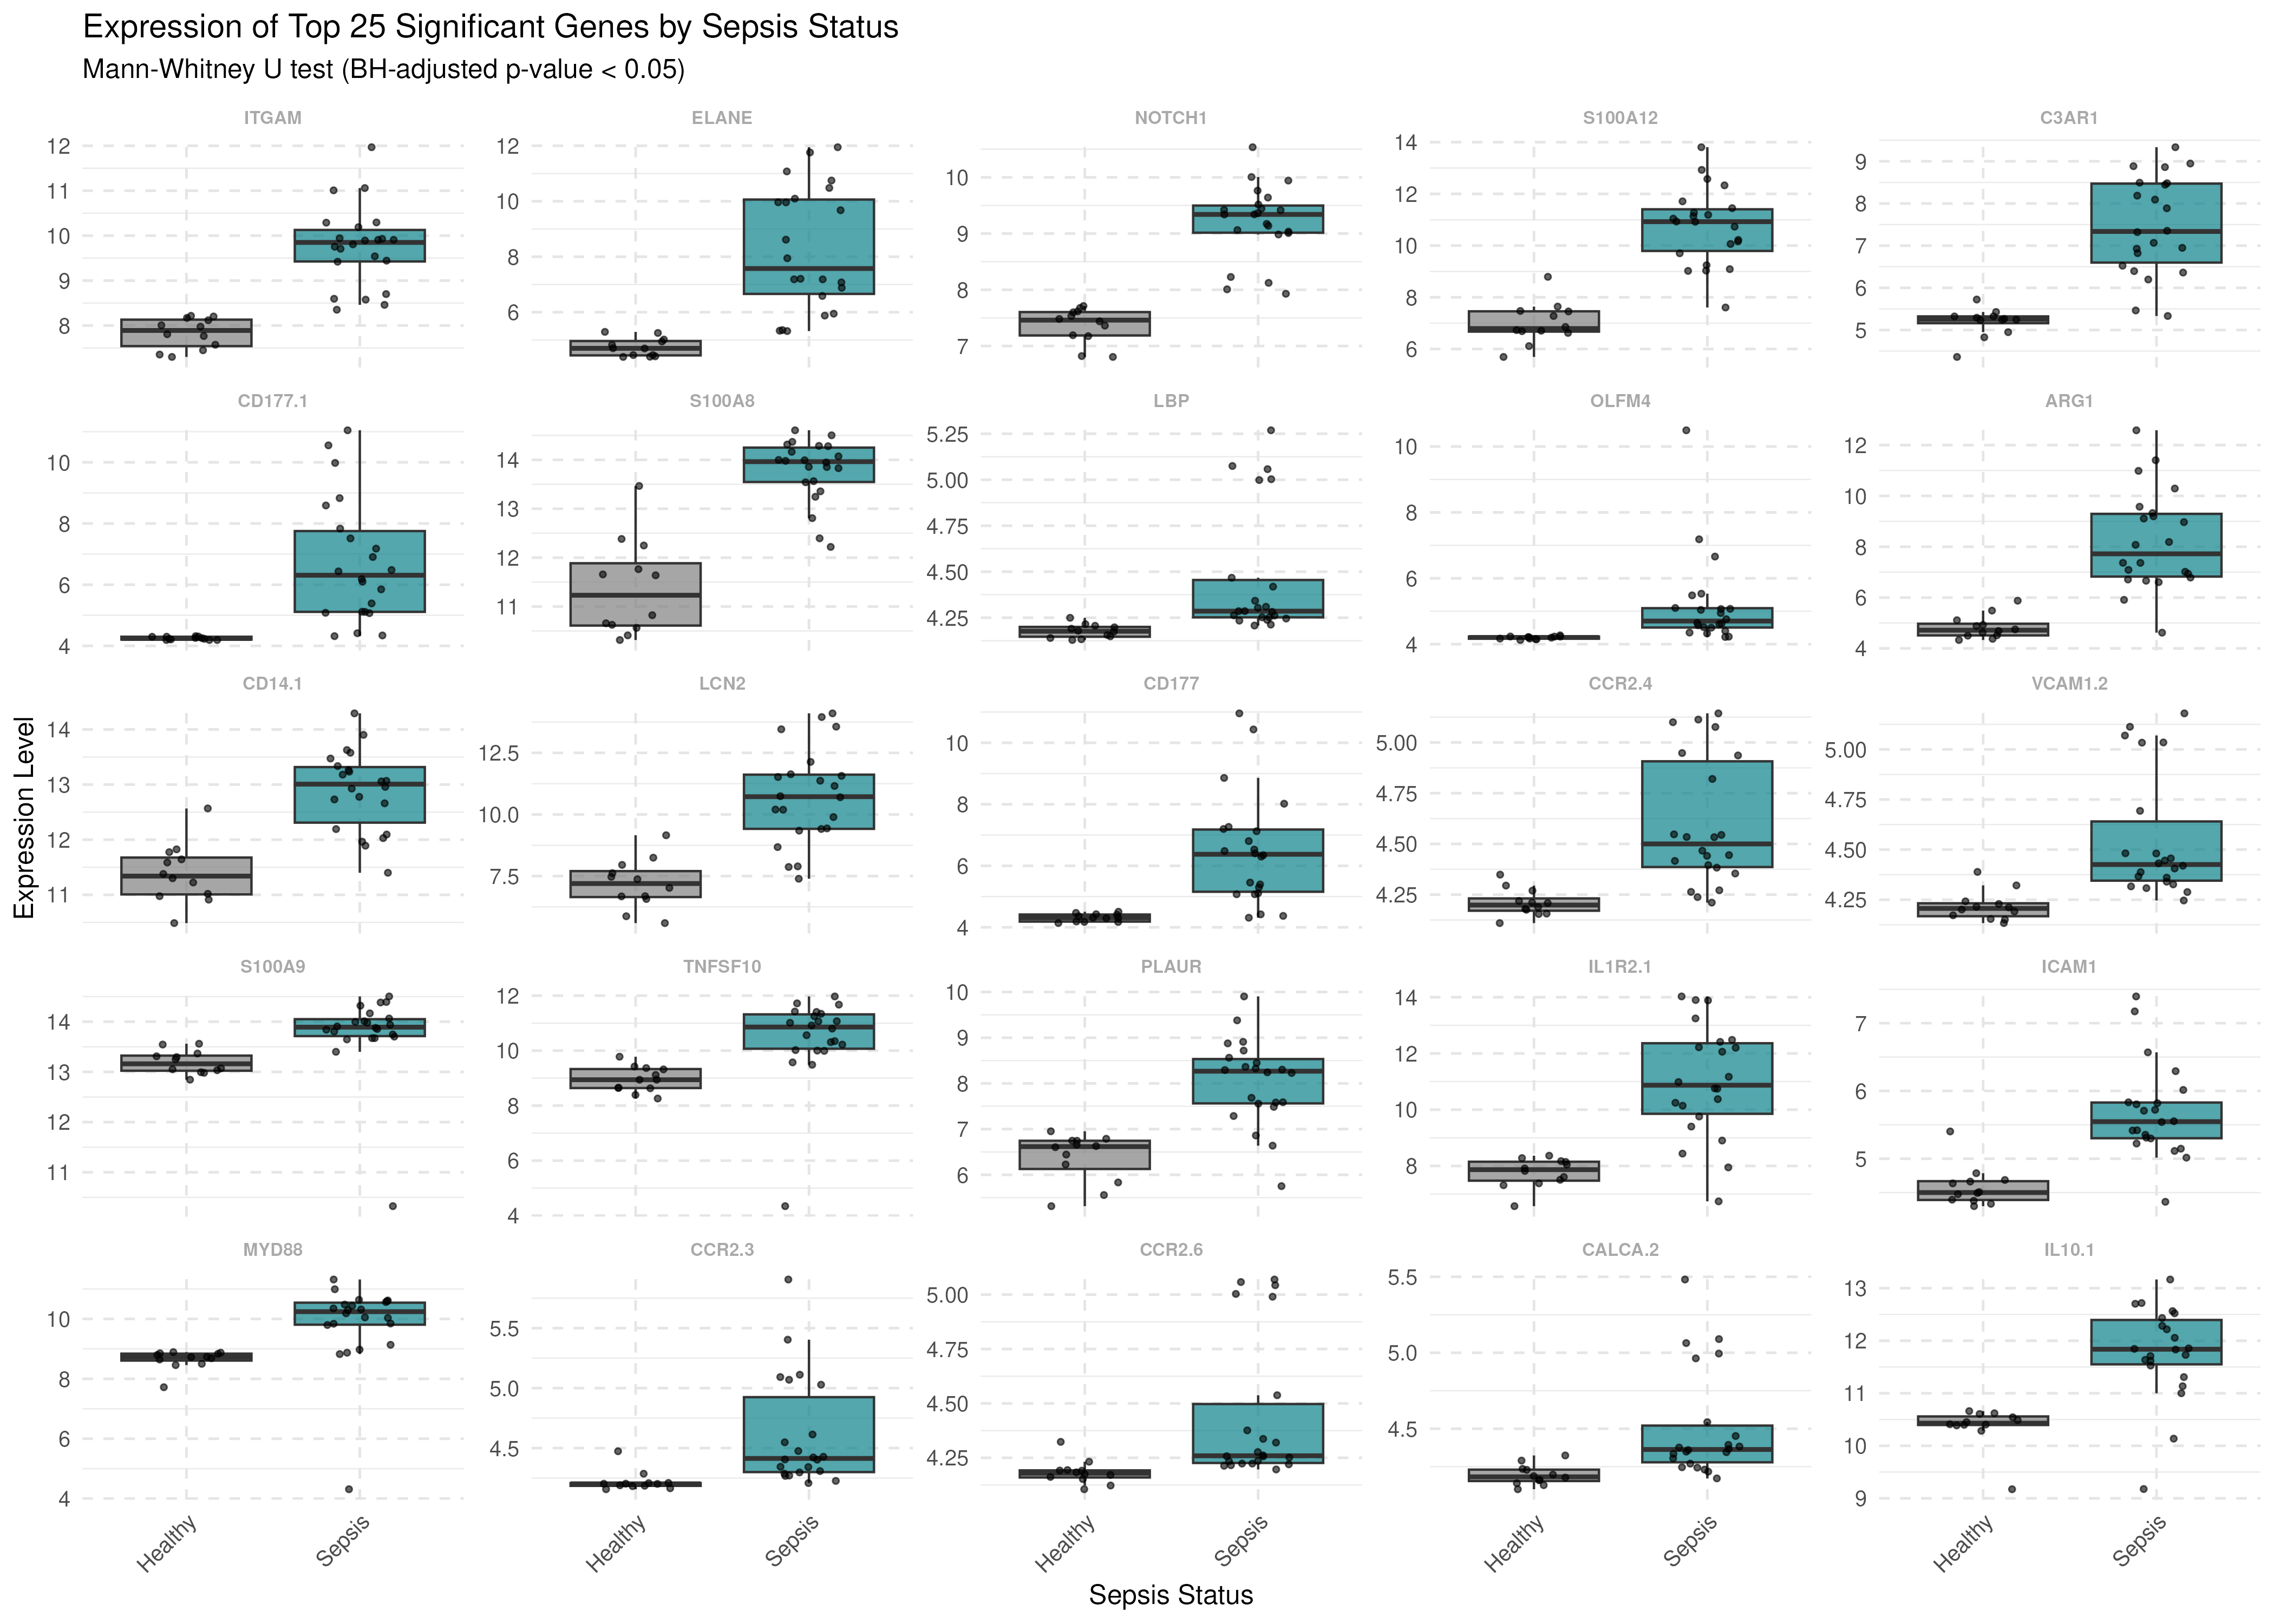 Expression of Top 25 Significant Genes by Sepsis Status
Mann-Whitney U test (BH-adjusted p-value < 0.05)
ITGAM
ELANE
NOTCH1
S100A12
C3AR1
12
11
10
9
8
12
10
8
6
10
9
8
7
14
12
10
8
6
9
8
7
6
5
CD177.1
S100A8
LBP
OLFM4
ARG1
10
8
6
4
14
13
12
11
5.25
5.00
4.75
4.50
4.25
10
8
6
4
12
10
8
6
4
CD14.1
LCN2
CD177
CCR2.4
VCAM1.2
14
13
12
11
12.5
10.0
7.5
10
8
6
4
5.00
4.75
4.50
4.25
5.00
4.75
4.50
4.25
Expression Level
S100A9
TNFSF10
PLAUR
IL1R2.1
ICAM1
14
13
12
11
12
10
8
6
4
10
9
8
7
6
14
12
10
8
7
6
5
MYD88
CCR2.3
CCR2.6
CALCA.2
IL10.1
10
8
6
4
5.5
5.0
4.5
5.00
4.75
4.50
4.25
5.5
5.0
4.5
13
12
11
10
9
Healthy
Sepsis
Healthy
Sepsis
Healthy
Sepsis
Healthy
Sepsis
Healthy
Sepsis
Sepsis Status